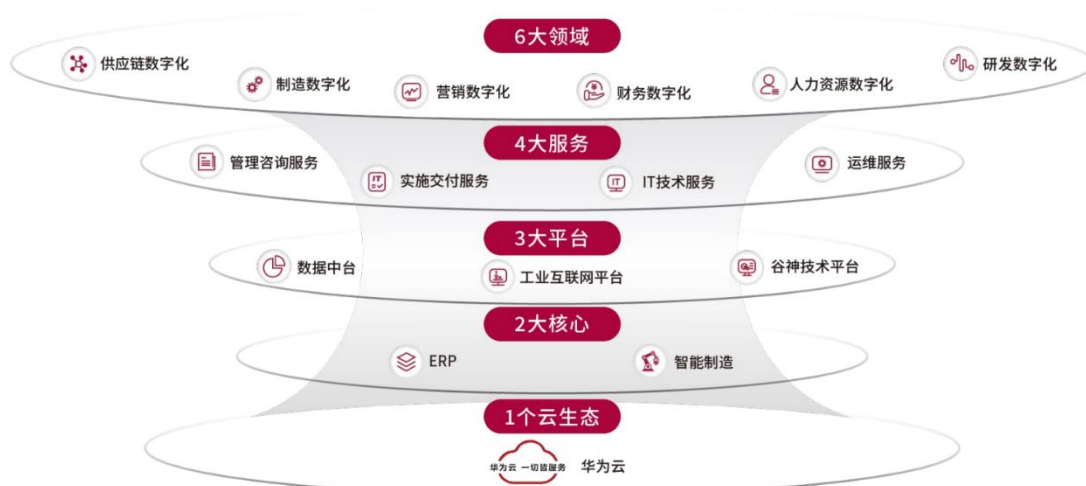 6大领域
供应链数字化
制造数字化
营销数字化
财务数字化
人力资源数字化
研发数字化
4大服务
管理咨询服务
实施交付服务
IT技术服务
运维服务
3大平台
数据中台
工业互联网平台
谷神技术平台
2大核心
ERP
智能制造
1个云生态
华为云 一切皆服务
华为云